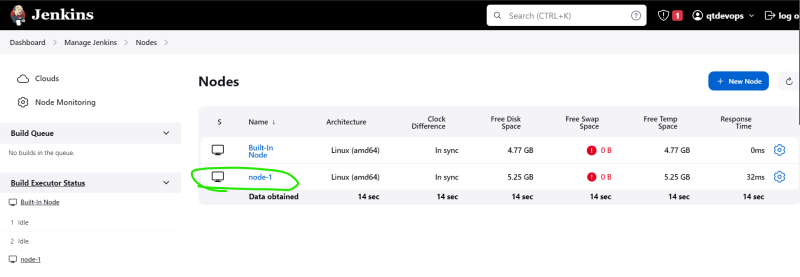 Jenkins
Search (CTRL+K)
?
1
qtdevops
log o
Dashboard > Manage Jenkins > Nodes >
Clouds
Node Monitoring
Build Queue
No builds in the queue.
Build Executor Status
Built-In Node
1 Idle
2 Idle
node-1
Nodes
+ New Node
S Name ↓ Architecture Clock Difference Free Disk Space Free Swap Space Free Temp Space Response Time
Built-In Node Linux (amd64) In sync 4.77 GB ! 0 B 4.77 GB 0ms
node-1 Linux (amd64) In sync 5.25 GB ! 0 B 5.25 GB 32ms
Data obtained 14 sec 14 sec 14 sec 14 sec 14 sec 14 sec